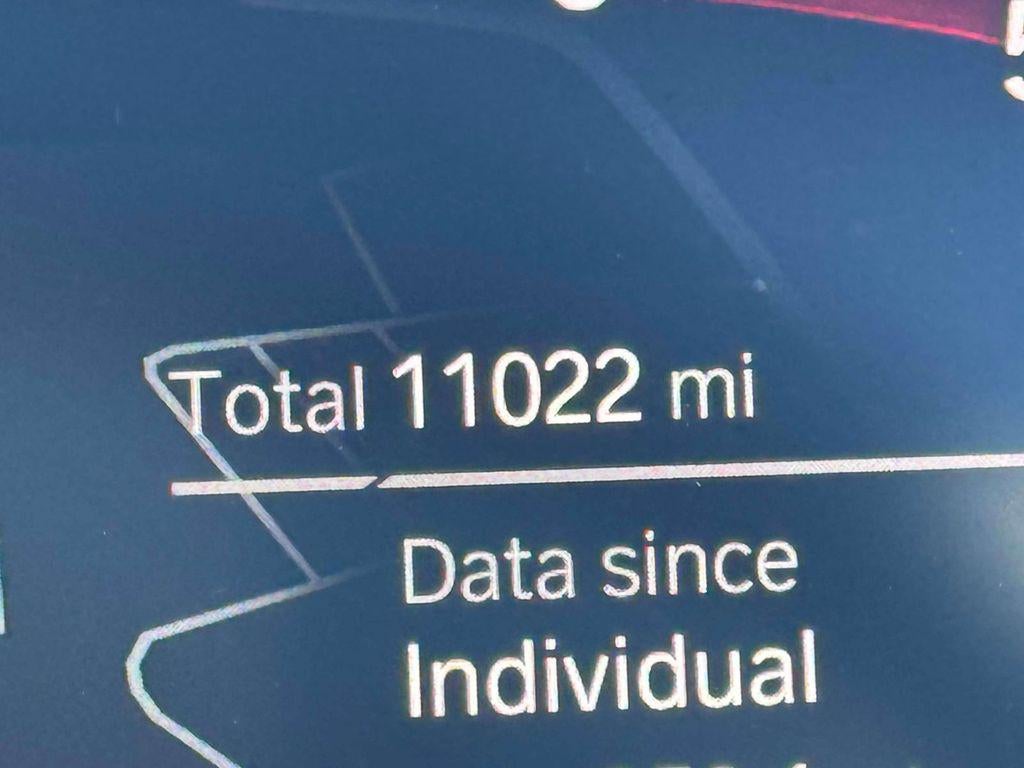 Total 11022 mi
Data since
Individual